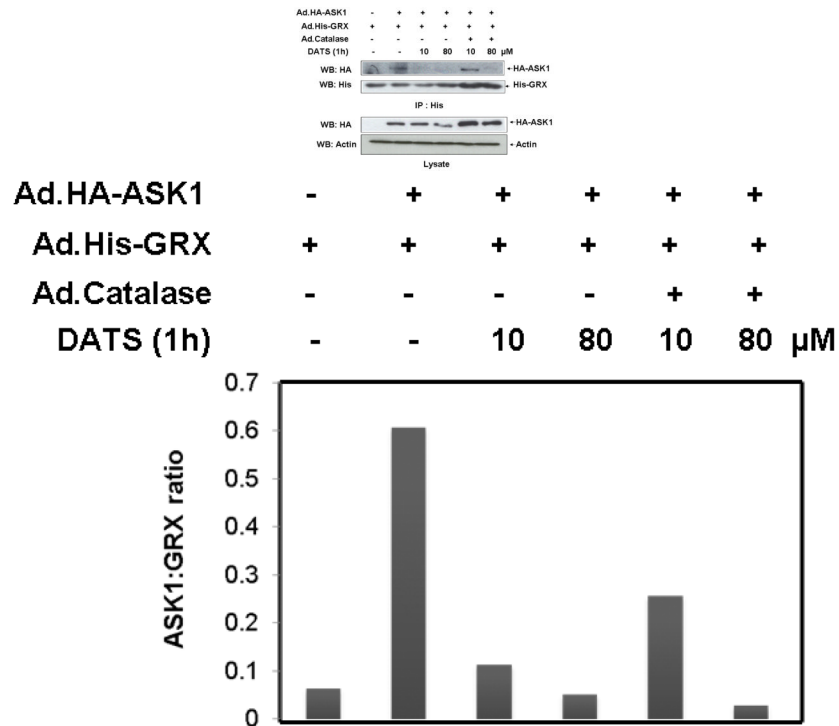 Ad.HA-ASK1 - + + + + +
Ad.His-GRX + + + + + +
Ad.Catalase - - - - + +
DATS (1h) - - 10 80 10 80 µM
WB: HA HA-ASK1
WB: His His-GRX
IP : His
WB: HA HA-ASK1
WB: Actin Actin
Lysate
Ad.HA-ASK1 - + + + + +
Ad.His-GRX + + + + + +
Ad.Catalase - - - - + +
DATS (1h) - - 10 80 10 80 µM
ASK1:GRX ratio
0.7
0.6
0.5
0.4
0.3
0.2
0.1
0